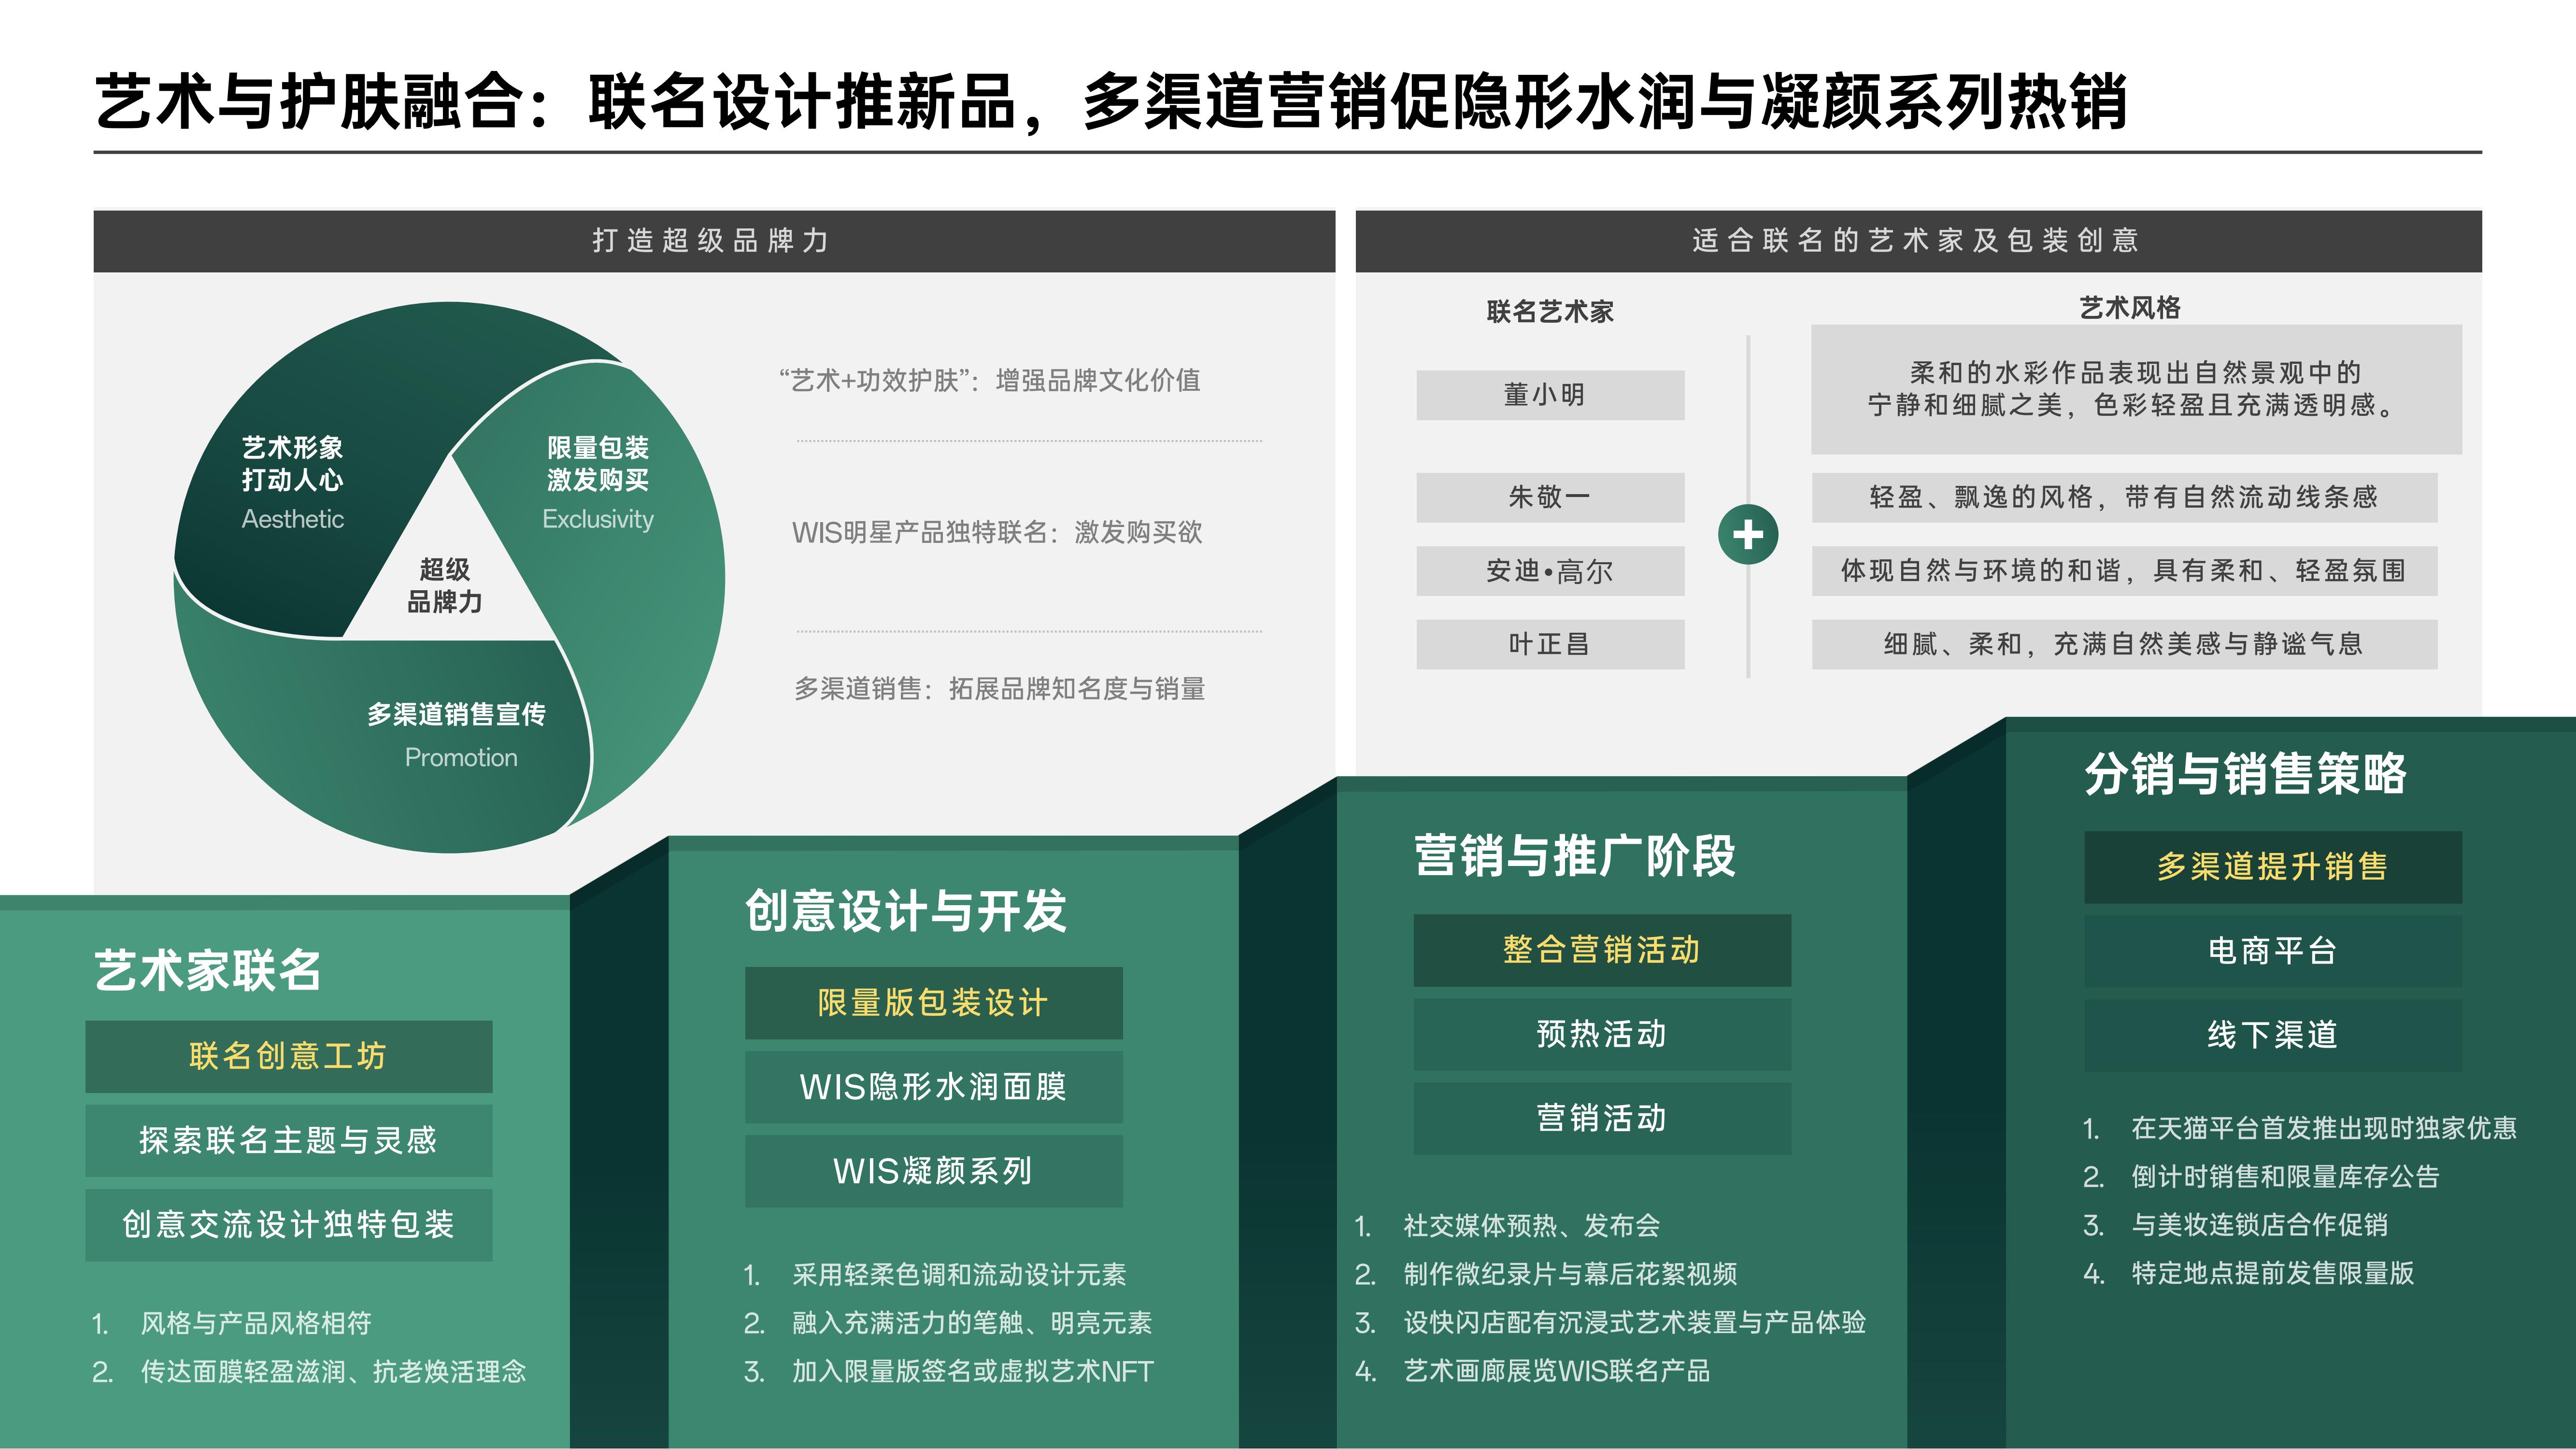 艺术与护肤融合：联名设计推新品，多渠道营销促隐形水润与凝颜系列热销
打造超级品牌力
艺术形象
打动人心
Aesthetic
限量包装
激发购买
Exclusivity
超级
品牌力
多渠道销售宣传
Promotion
“艺术+功效护肤”：增强品牌文化价值
WIS明星产品独特联名：激发购买欲
多渠道销售：拓展品牌知名度与销量
适合联名的艺术家及包装创意
联名艺术家
艺术风格
董小明
柔和的水彩作品表现出自然景观中的
宁静和细腻之美，色彩轻盈且充满透明感。
朱敬一
轻盈、飘逸的风格，带有自然流动线条感
安迪•高尔
体现自然与环境的和谐，具有柔和、轻盈氛围
叶正昌
细腻、柔和，充满自然美感与静谧气息
艺术家联名
联名创意工坊
探索联名主题与灵感
创意交流设计独特包装
1. 风格与产品风格相符
2. 传达面膜轻盈滋润、抗老焕活理念
创意设计与开发
限量版包装设计
WIS隐形水润面膜
WIS凝颜系列
1. 采用轻柔色调和流动设计元素
2. 融入充满活力的笔触、明亮元素
3. 加入限量版签名或虚拟艺术NFT
营销与推广阶段
整合营销活动
预热活动
营销活动
1. 社交媒体预热、发布会
2. 制作微纪录片与幕后花絮视频
3. 设快闪店配有沉浸式艺术装置与产品体验
4. 艺术画廊展览WIS联名产品
分销与销售策略
多渠道提升销售
电商平台
线下渠道
1. 在天猫平台首发推出现时独家优惠
2. 倒计时销售和限量库存公告
3. 与美妆连锁店合作促销
4. 特定地点提前发售限量版